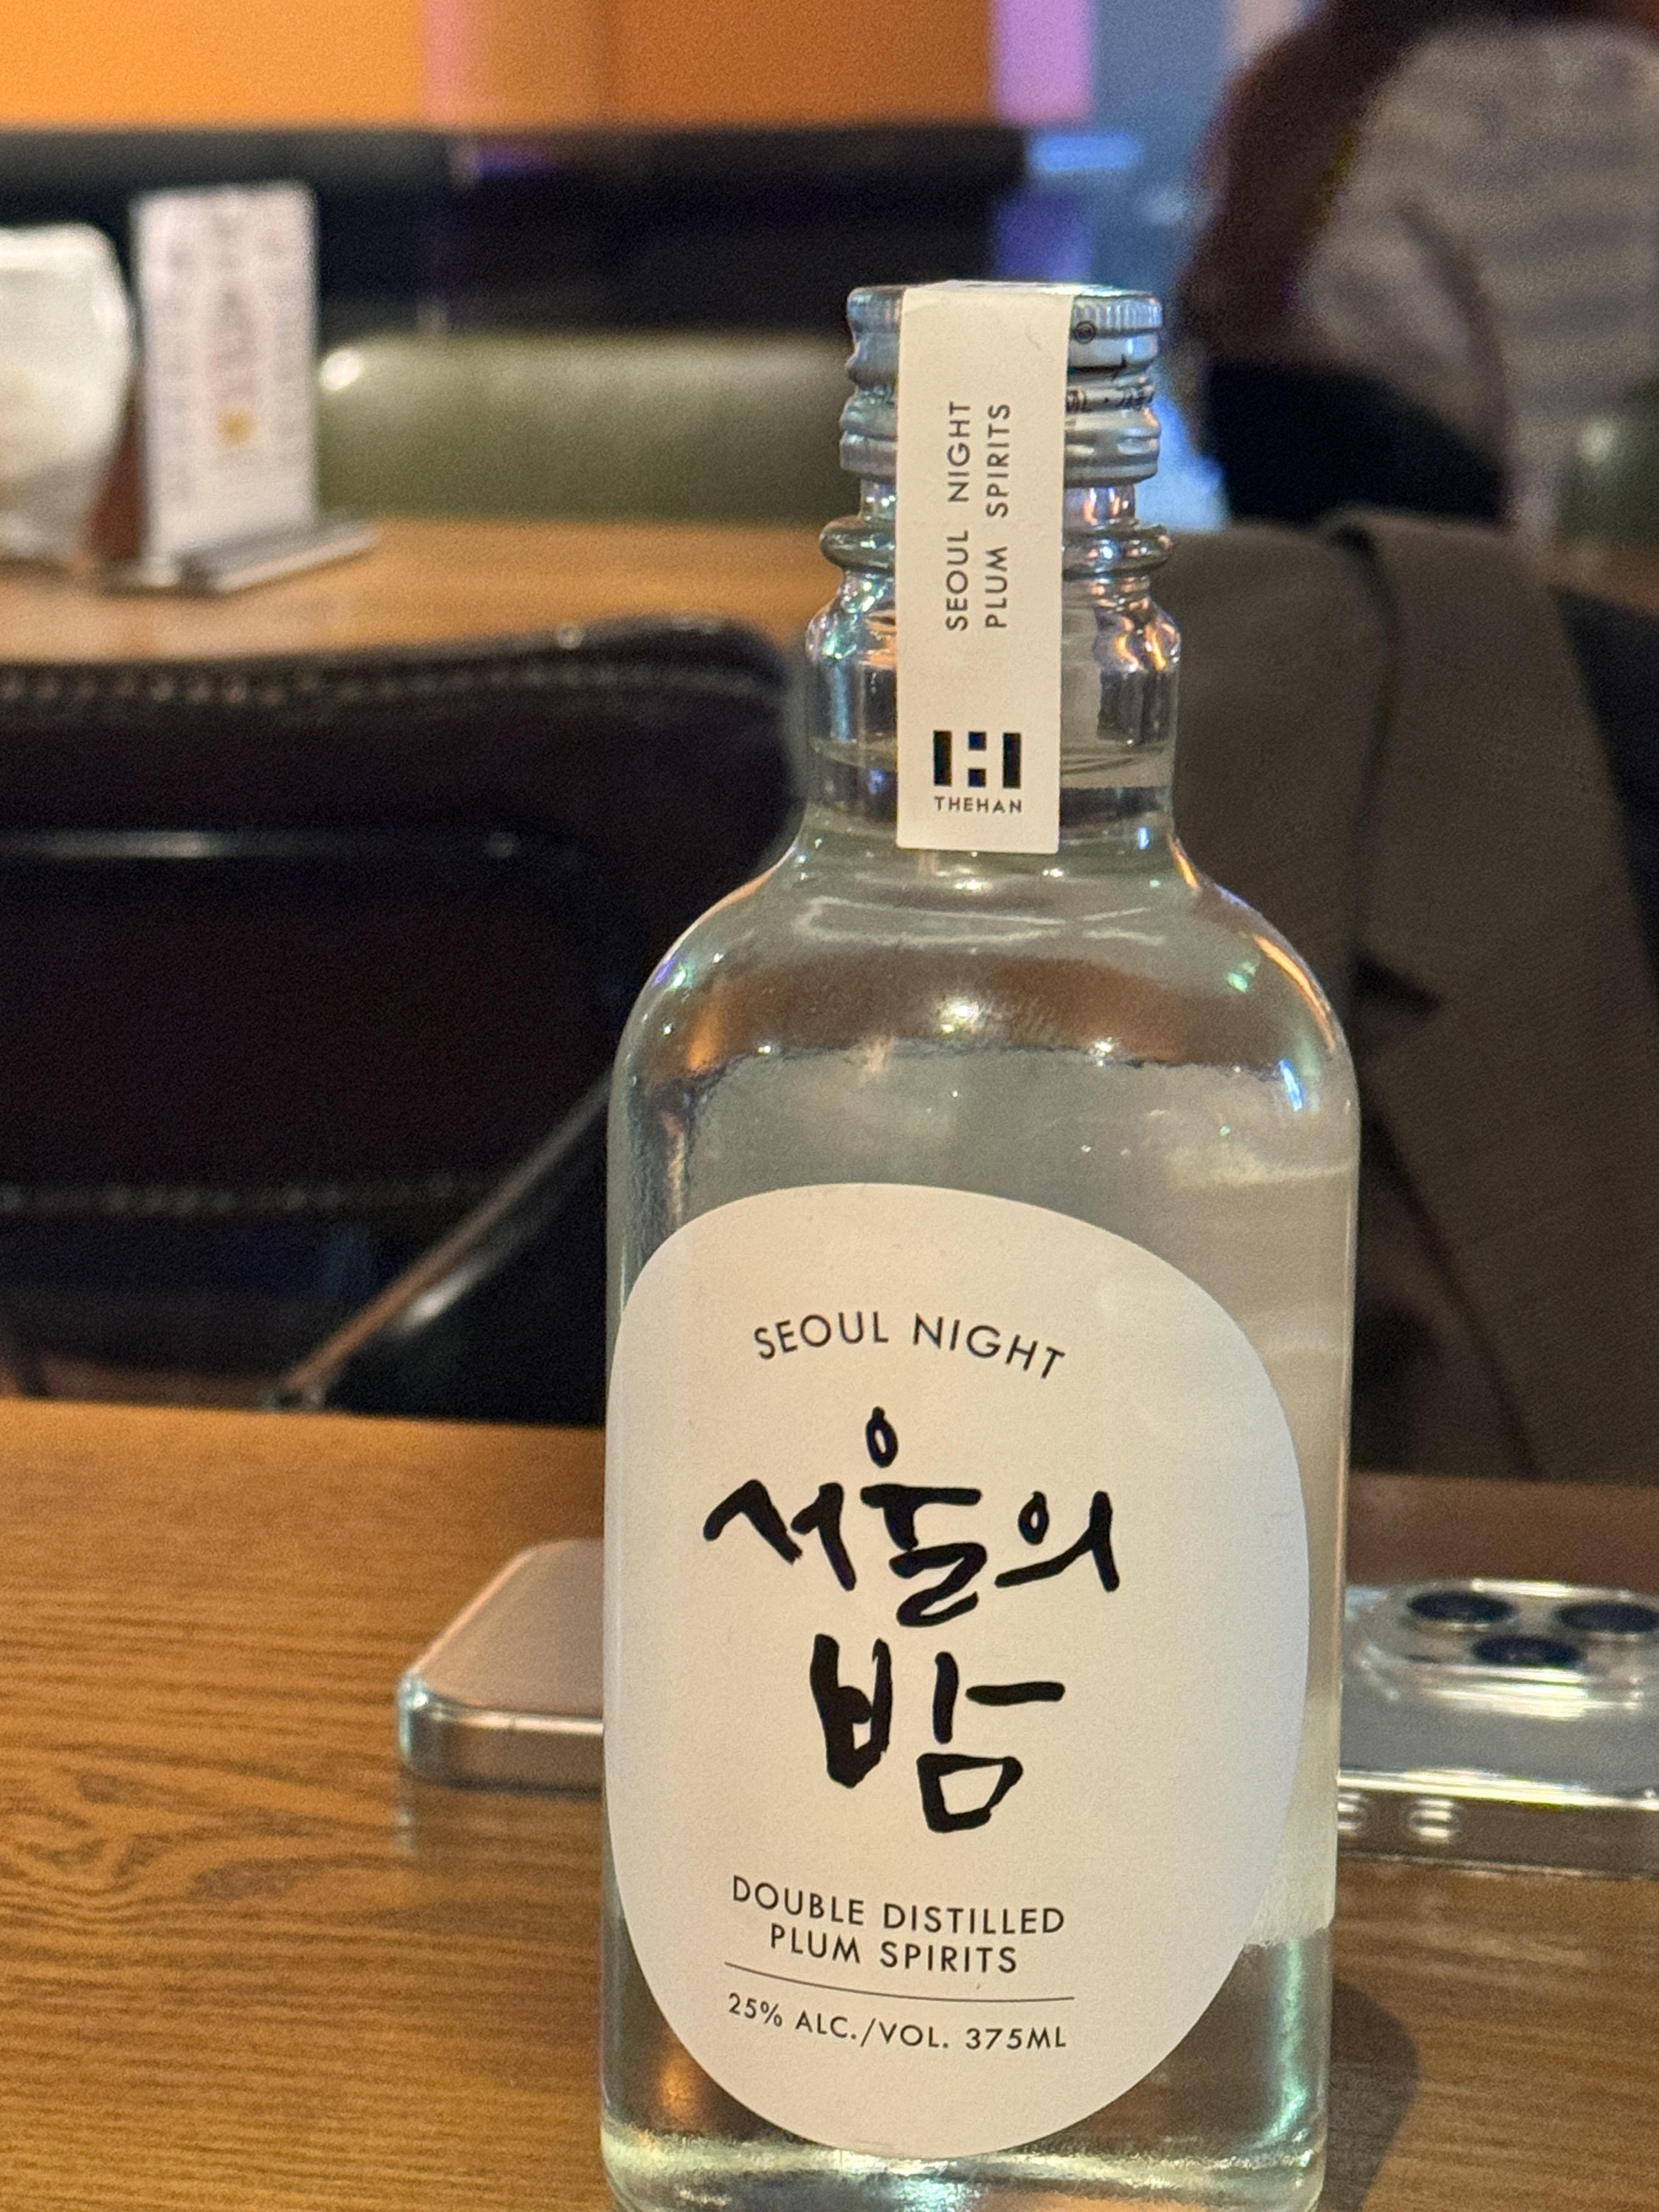 SEOUL NIGHT
PLUM SPIRITS
THEHAN
SEOUL NIGHT
서울의
밤
DOUBLE DISTILLED
PLUM SPIRITS
25% ALC./VOL. 375ML